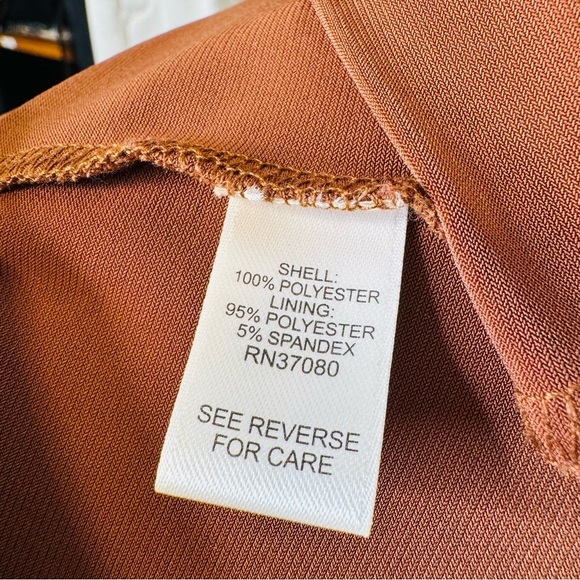 SHELL:
100% POLYESTER
LINING:
95% POLYESTER
5% SPANDEX
RN37080
SEE REVERSE
FOR CARE